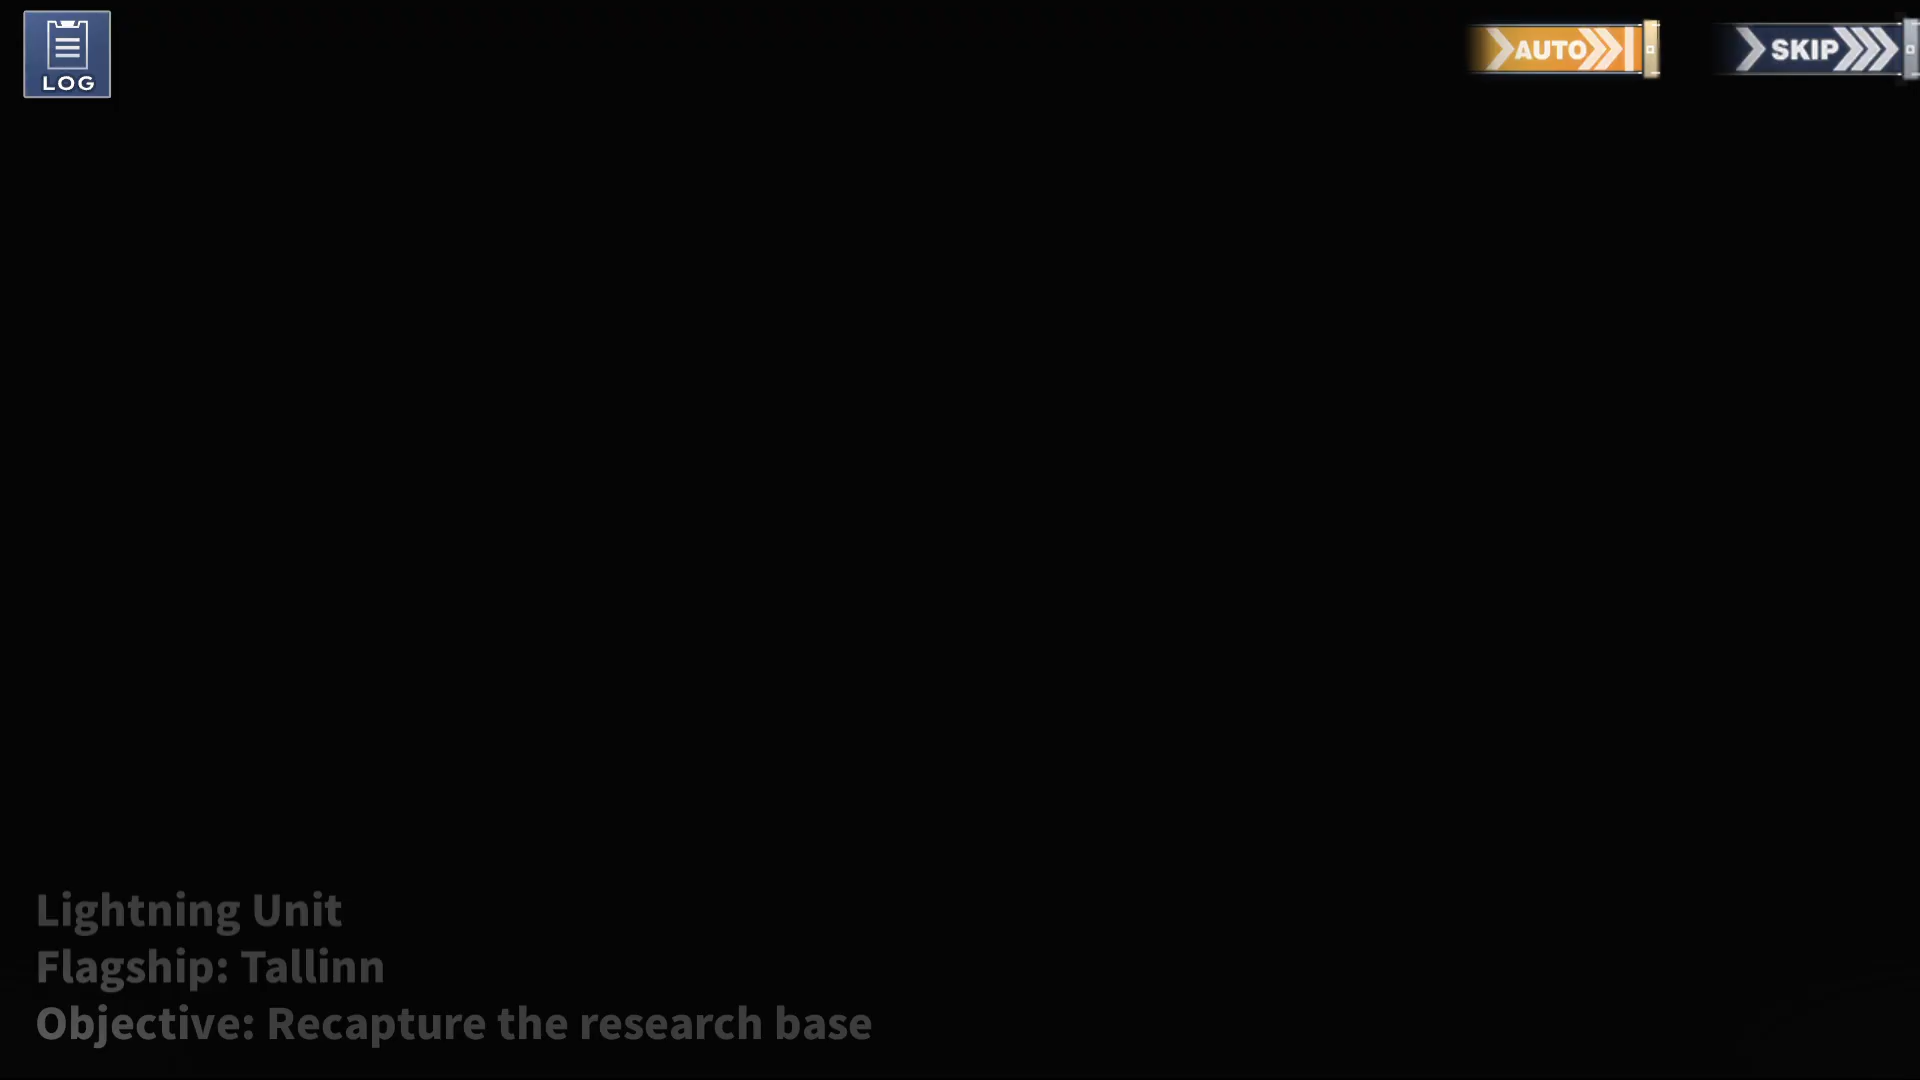 LOG
AUTO
SKIP
Lightning Unit
Flagship: Tallinn
Objective: Recapture the research base